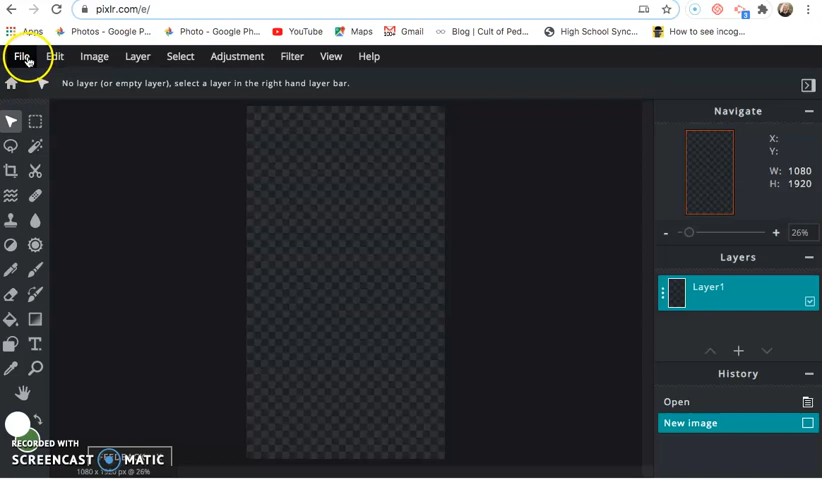 pixlr.com/e/
3
Apps Photos - Google P... Photo - Google Ph... YouTube Maps Gmail Blog | Cult of Ped... High School Sync... How to see incog...
File Edit Image Layer Select Adjustment Filter View Help
No layer (or empty layer), select a layer in the right hand layer bar.
Navigate
X:
Y:
W: 1080
H: 1920
- + 26%
Layers
Layer1
History
Open
New image
RECORDED WITH
SCREENCAST MATIC
1080 x 1920 px @ 26%